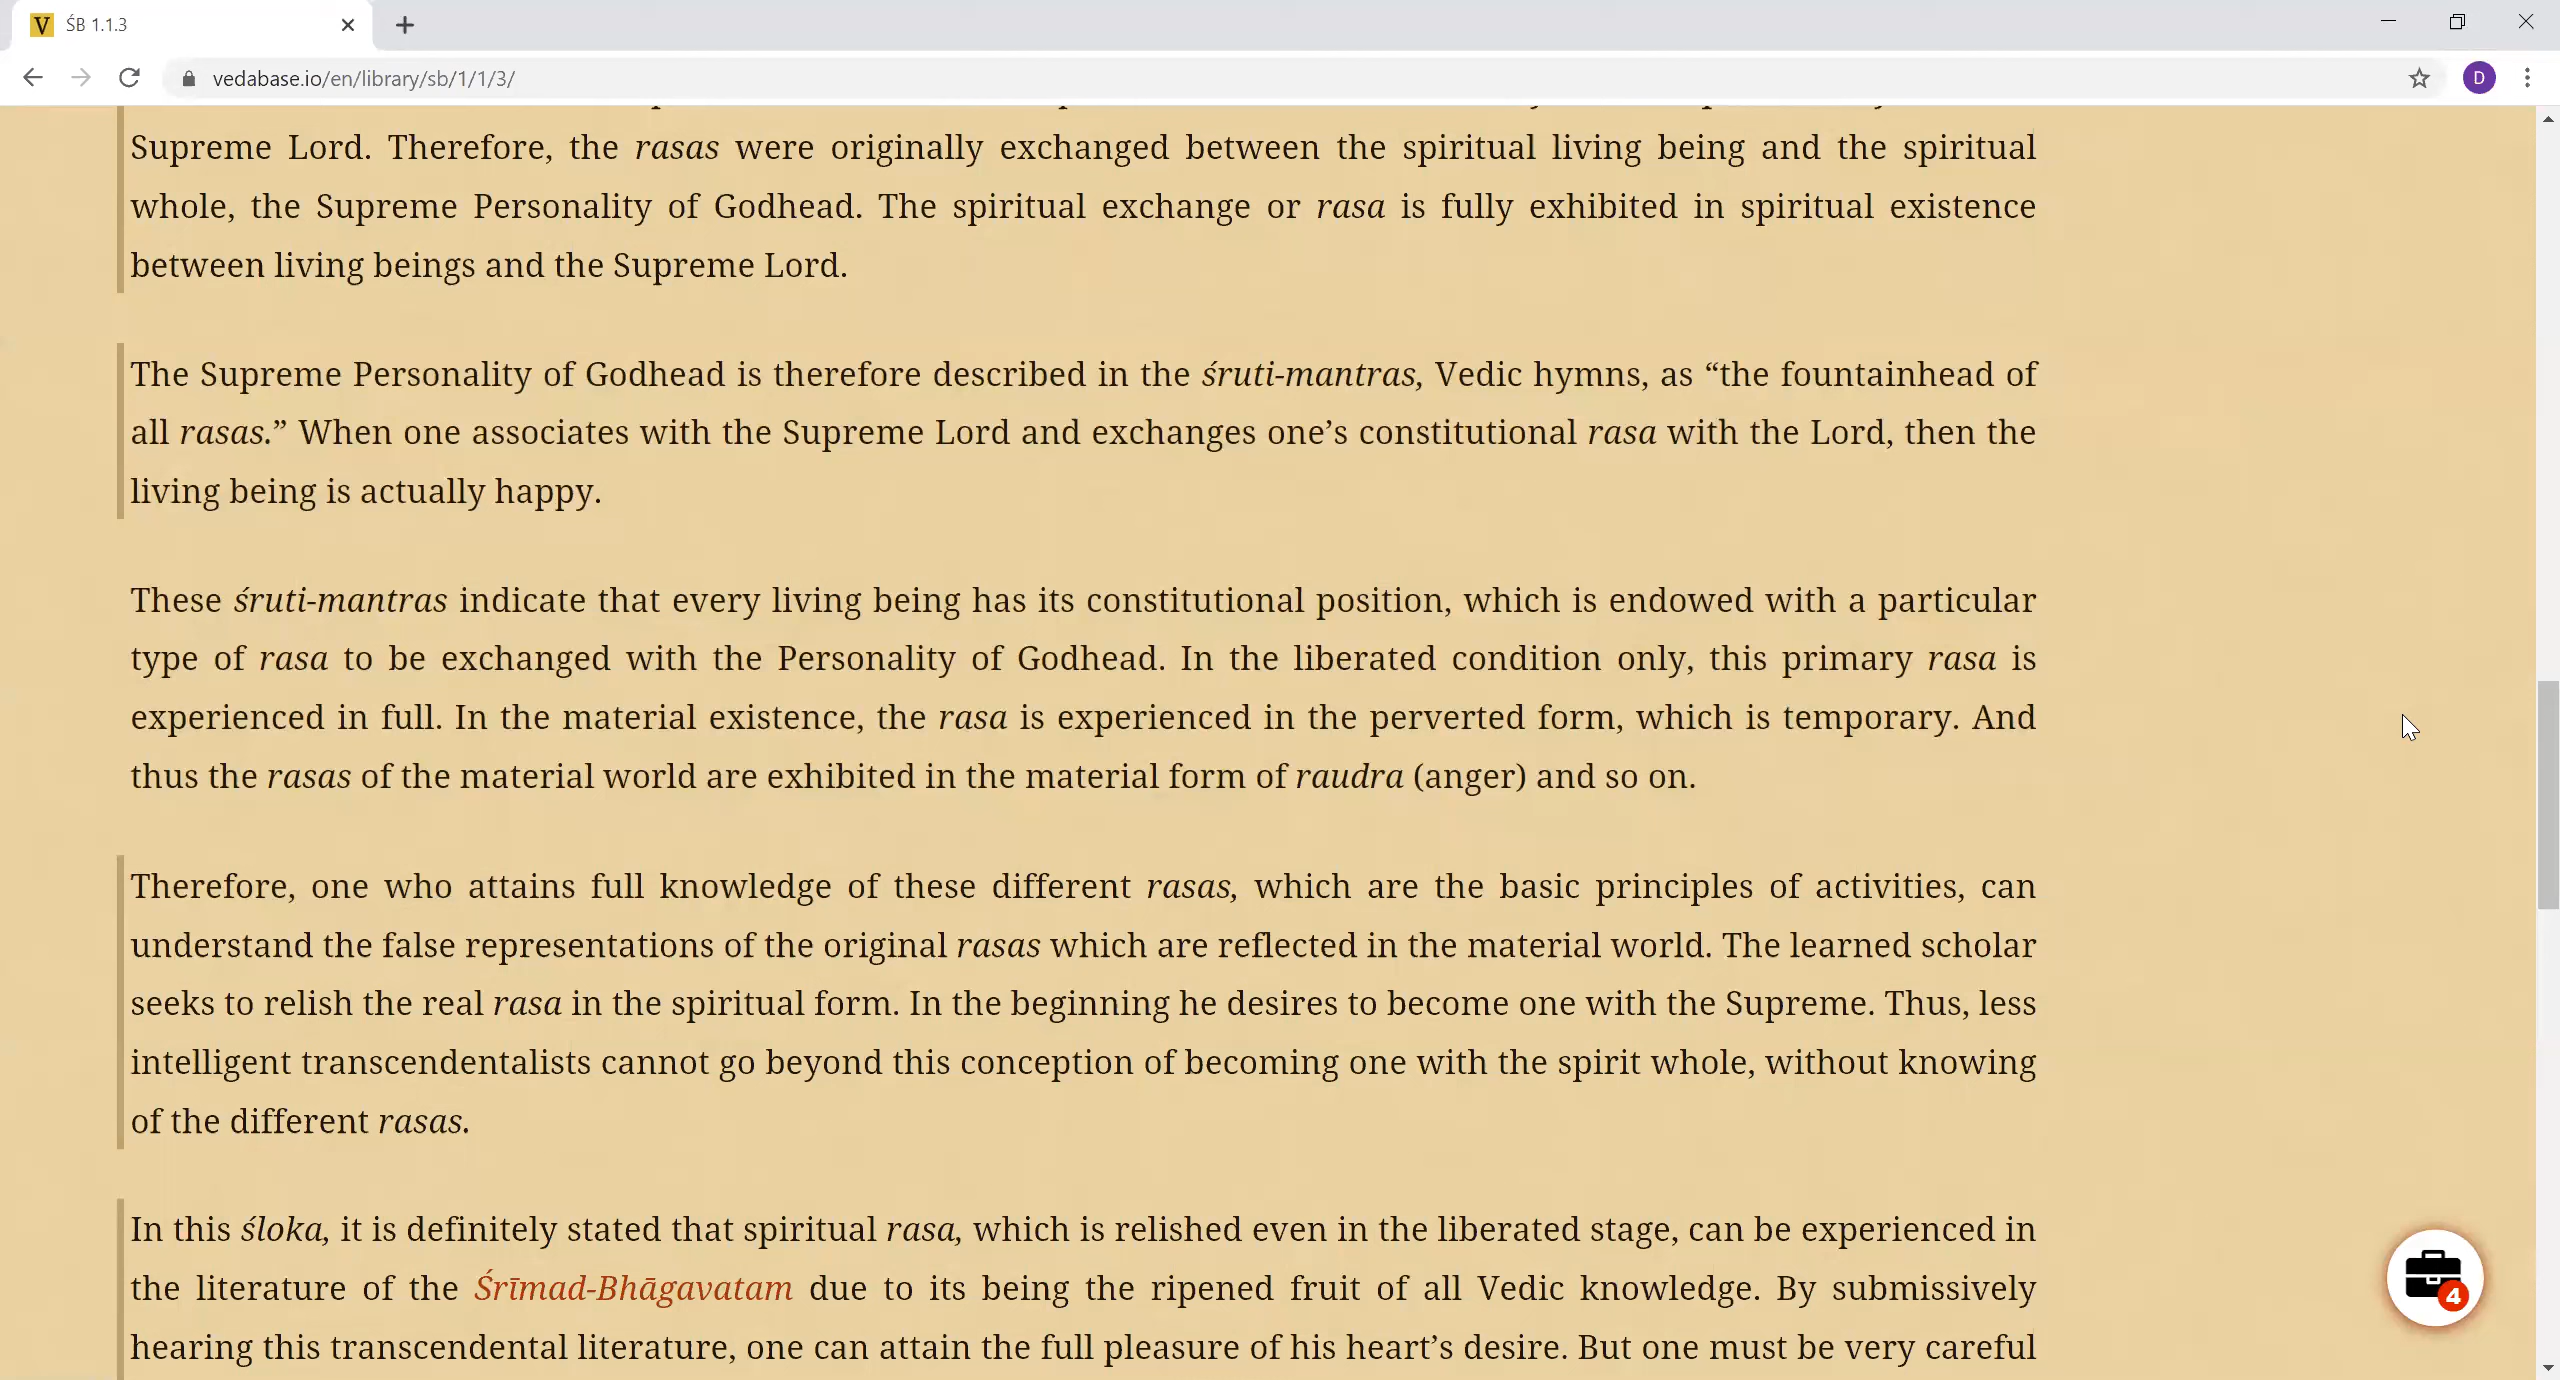 ŚB 1.1.3
vedabase.io/en/library/sb/1/1/3/
D
Supreme Lord. Therefore, the rasas were originally exchanged between the spiritual living being and the spiritual
whole, the Supreme Personality of Godhead. The spiritual exchange or rasa is fully exhibited in spiritual existence
between living beings and the Supreme Lord.
The Supreme Personality of Godhead is therefore described in the śruti-mantras, Vedic hymns, as “the fountainhead of
all rasas.” When one associates with the Supreme Lord and exchanges one’s constitutional rasa with the Lord, then the
living being is actually happy.
These śruti-mantras indicate that every living being has its constitutional position, which is endowed with a particular
type of rasa to be exchanged with the Personality of Godhead. In the liberated condition only, this primary rasa is
experienced in full. In the material existence, the rasa is experienced in the perverted form, which is temporary. And
thus the rasas of the material world are exhibited in the material form of raudra (anger) and so on.
Therefore, one who attains full knowledge of these different rasas, which are the basic principles of activities, can
understand the false representations of the original rasas which are reflected in the material world. The learned scholar
seeks to relish the real rasa in the spiritual form. In the beginning he desires to become one with the Supreme. Thus, less
intelligent transcendentalists cannot go beyond this conception of becoming one with the spirit whole, without knowing
of the different rasas.
In this śloka, it is definitely stated that spiritual rasa, which is relished even in the liberated stage, can be experienced in
the literature of the Śrīmad-Bhāgavatam due to its being the ripened fruit of all Vedic knowledge. By submissively
hearing this transcendental literature, one can attain the full pleasure of his heart’s desire. But one must be very careful
4